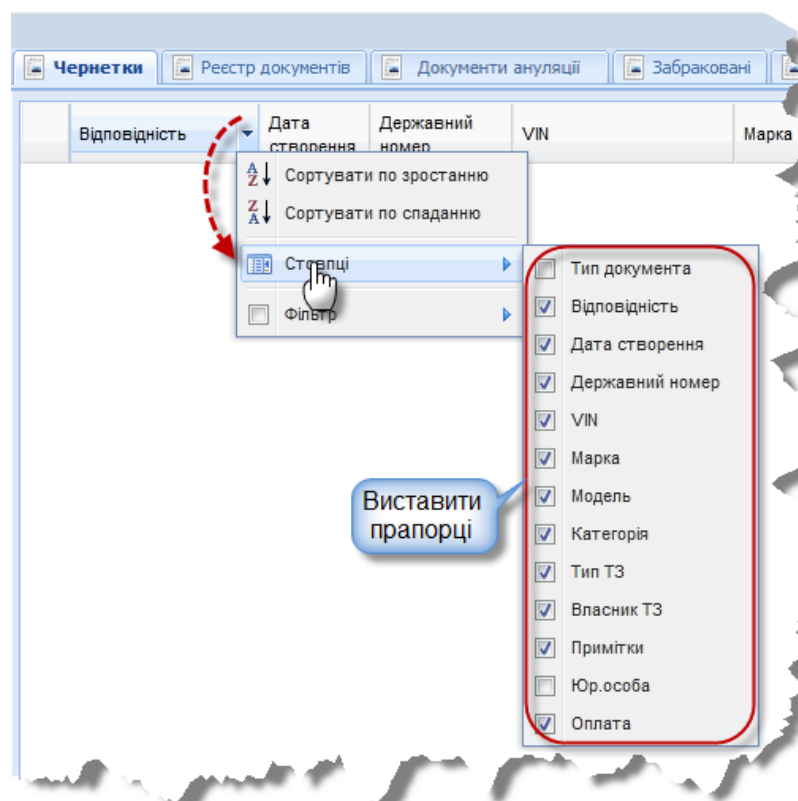 Чернетки
Реєстр документів
Документи ануляції
Забраковані
Відповідність
Дата
створення
Державний
номер
VIN
Марка
Сортувати по зростанню
Сортувати по спаданню
Стовпці
Фільтр
Тип документа
Відповідність
Дата створення
Державний номер
VIN
Марка
Модель
Категорія
Тип ТЗ
Власник ТЗ
Примітки
Юр.особа
Оплата
Виставити
прапорці